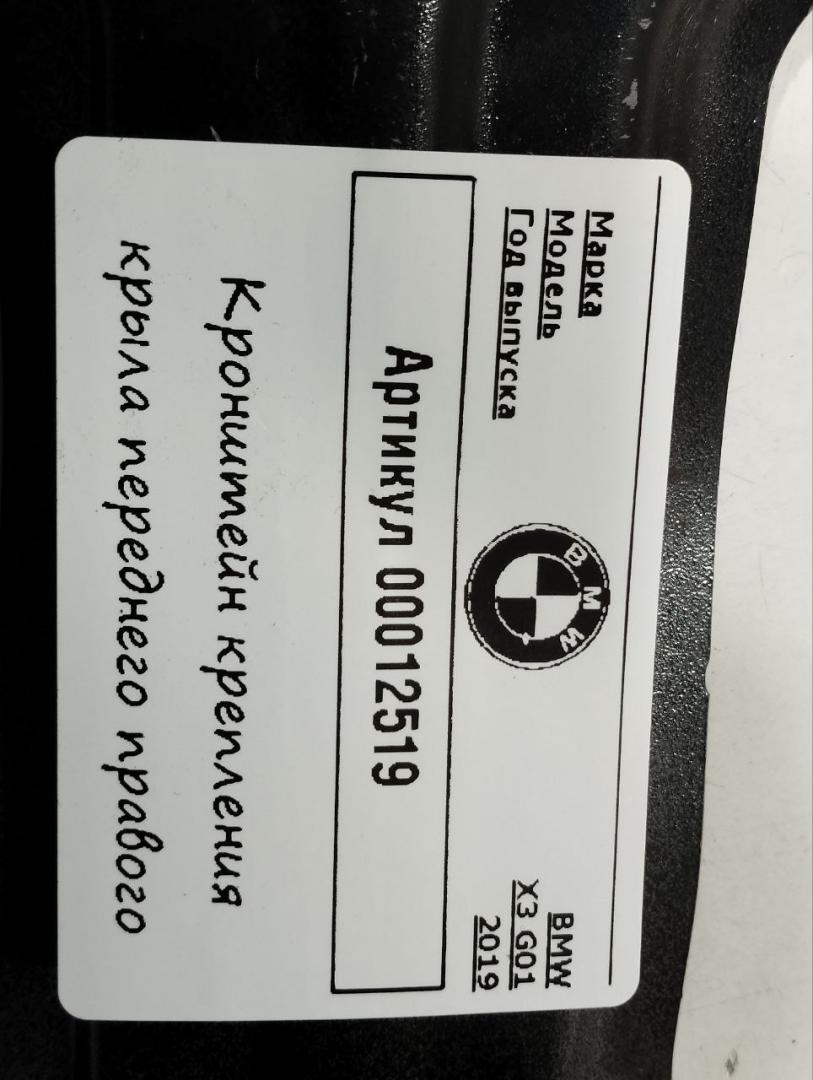 Марка BMW
Модель X3 G01
Год выпуска 2019
BMW
Артикул 00012519
Кронштейн крепления
крыла переднего правого